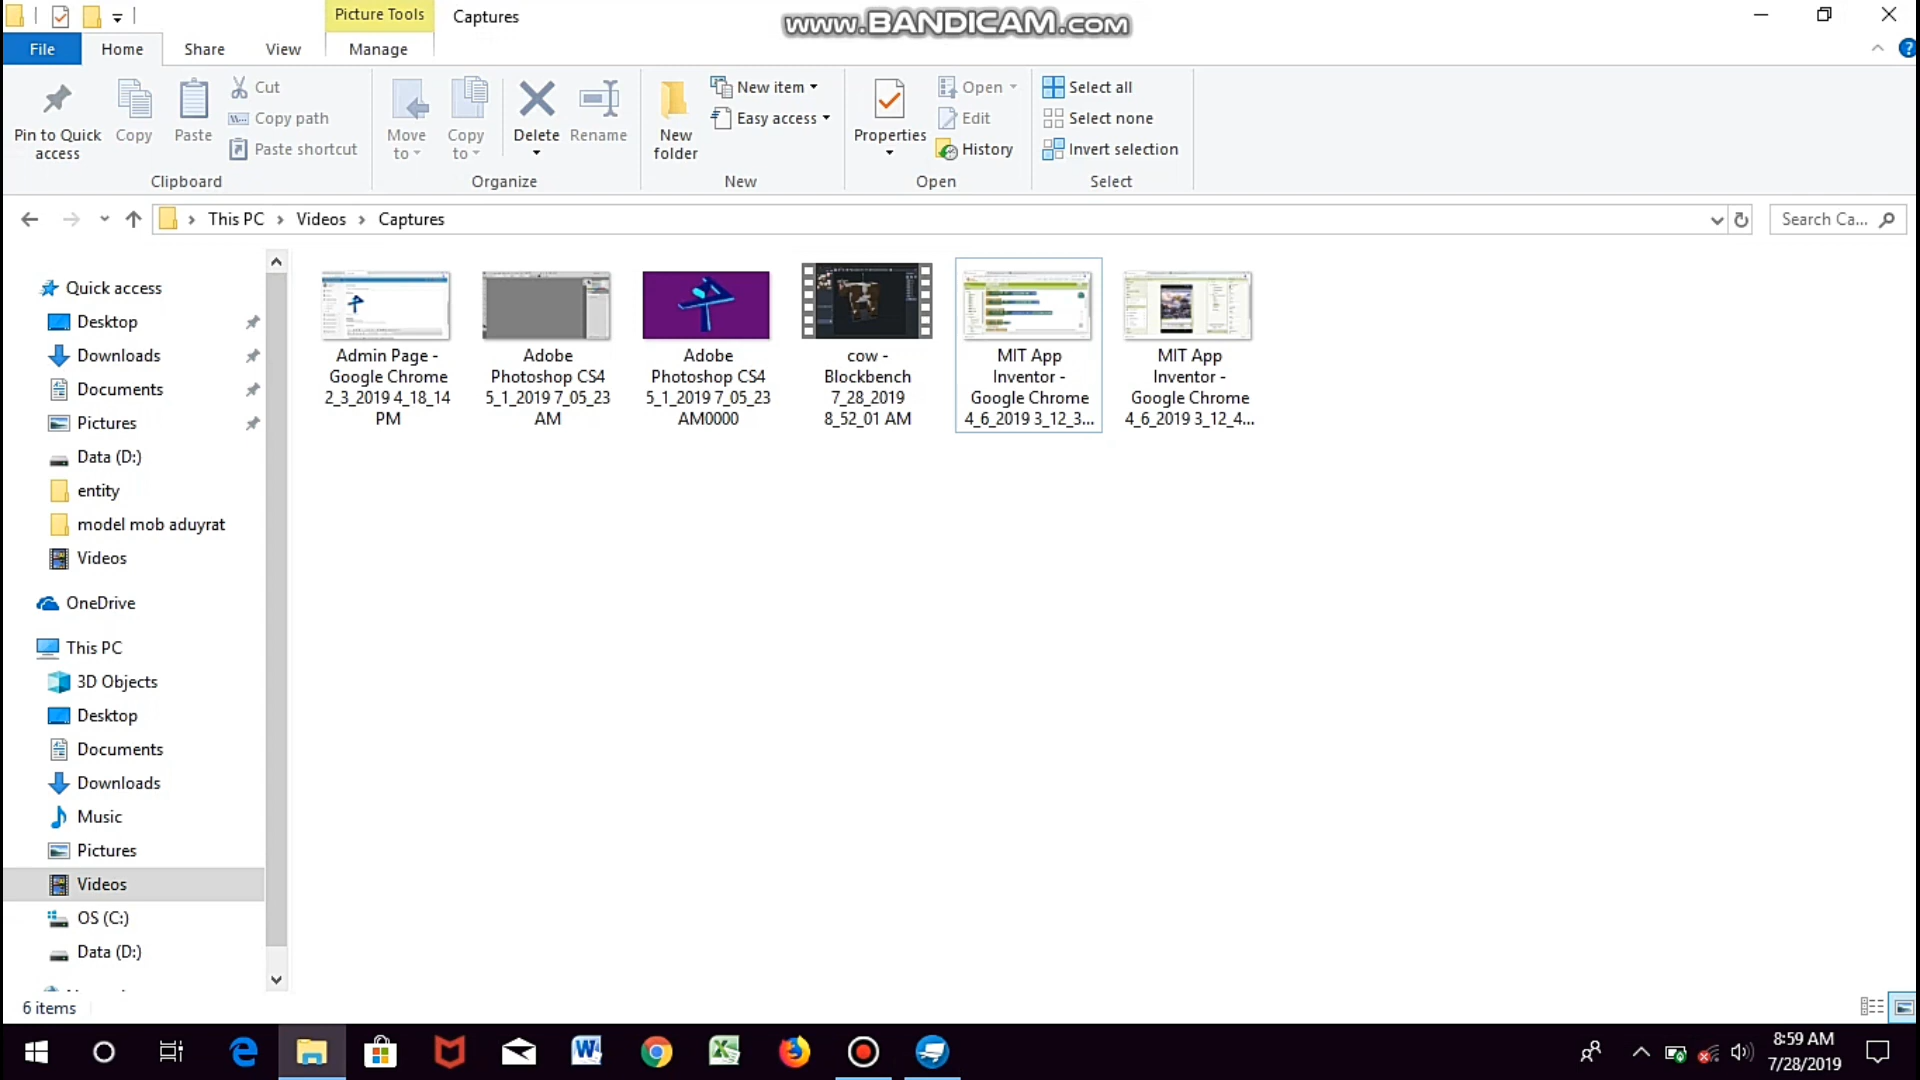 Picture Tools
Captures
www.BANDICAM.com
File
Home
Share
View
Manage
Pin to Quick
access
Copy
Paste
Cut
Copy path
Paste shortcut
Clipboard
Move
to
Copy
to
Delete
Rename
Organize
New
folder
New item
Easy access
New
Properties
Open
Edit
History
Open
Select all
Select none
Invert selection
Select
This PC
Videos
Captures
Search Ca...
Quick access
Desktop
Downloads
Documents
Pictures
Data (D:)
entity
model mob aduyrat
Videos
OneDrive
This PC
3D Objects
Desktop
Documents
Downloads
Music
Pictures
Videos
OS (C:)
Data (D:)
Admin Page -
Google Chrome
2_3_2019 4_18_14
PM
Adobe
Photoshop CS4
5_1_2019 7_05_23
AM
Adobe
Photoshop CS4
5_1_2019 7_05_23
AM0000
cow -
Blockbench
7_28_2019
8_52_01 AM
MIT App
Inventor -
Google Chrome
4_6_2019 3_12_3...
MIT App
Inventor -
Google Chrome
4_6_2019 3_12_4...
6 items
8:59 AM
7/28/2019